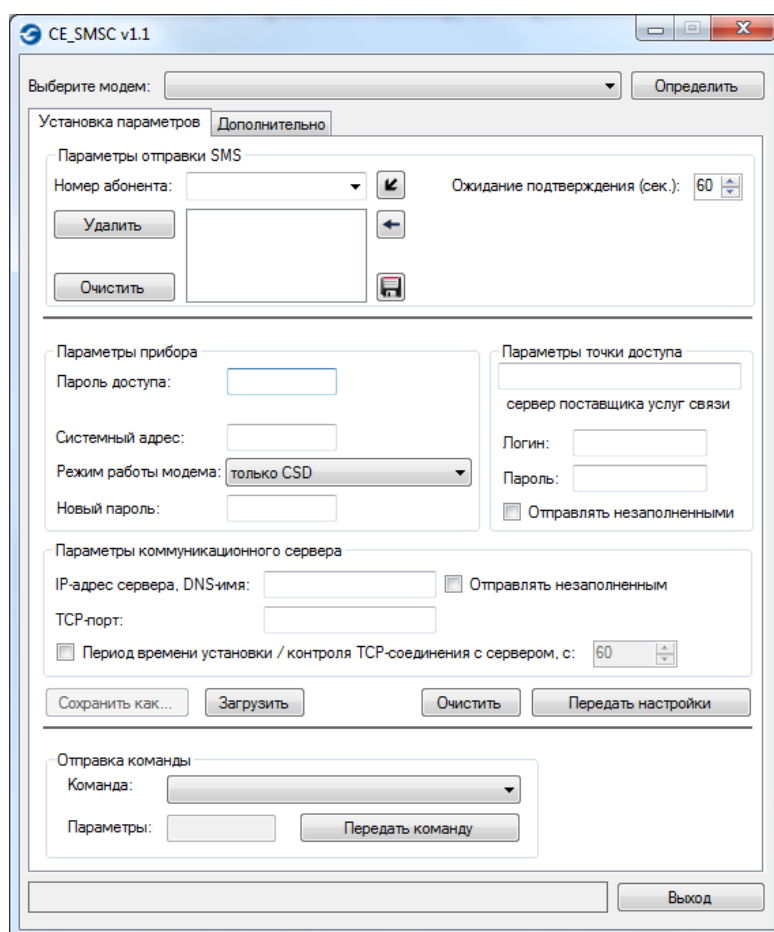 CE_SMSC v1.1
Выберите модем: Определить
Установка параметров Дополнительно
Параметры отправки SMS
Номер абонента: Ожидание подтверждения (сек.): 60
Удалить
Очистить
Параметры прибора
Пароль доступа:
Системный адрес:
Режим работы модема: только CSD
Новый пароль:
Параметры точки доступа
сервер поставщика услуг связи
Логин:
Пароль:
Отправлять незаполненными
Параметры коммуникационного сервера
IP-адрес сервера, DNS-имя: Отправлять незаполненным
TCP-порт:
Период времени установки / контроля TCP-соединения с сервером, с: 60
Сохранить как... Загрузить Очистить Передать настройки
Отправка команды
Команда:
Параметры: Передать команду
Выход